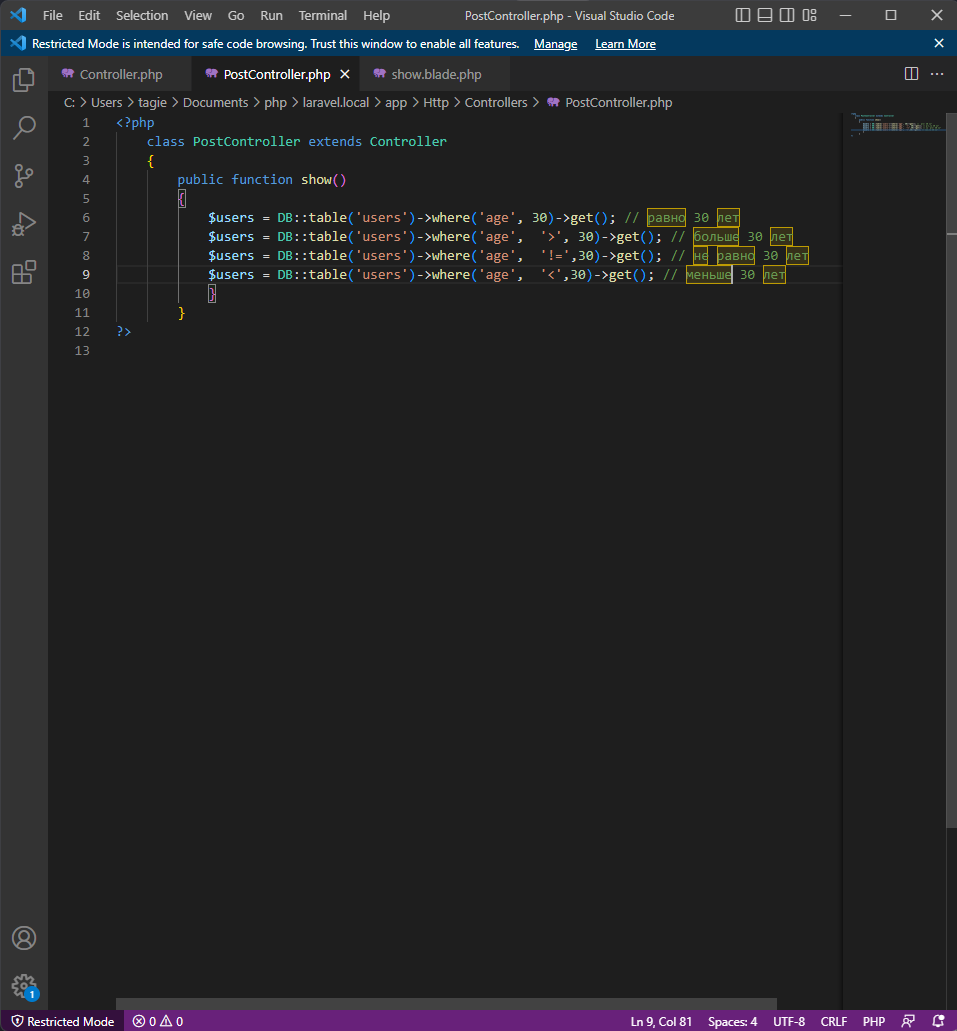 File Edit Selection View Go Run Terminal Help PostController.php - Visual Studio Code
Restricted Mode is intended for safe code browsing. Trust this window to enable all features. Manage Learn More
Controller.php PostController.php show.blade.php
C: > Users > tagie > Documents > php > laravel.local > app > Http > Controllers > PostController.php
1 <?php
2 class PostController extends Controller
3 {
4 public function show()
5 {
6 $users = DB::table('users')->where('age', 30)->get(); // равно 30 лет
7 $users = DB::table('users')->where('age', '>', 30)->get(); // больше 30 лет
8 $users = DB::table('users')->where('age', '!=',30)->get(); // не равно 30 лет
9 $users = DB::table('users')->where('age', '<',30)->get(); // меньше 30 лет
10 }
11 }
12 ?>
13
1
Restricted Mode 0 0 Ln 9, Col 81 Spaces: 4 UTF-8 CRLF PHP